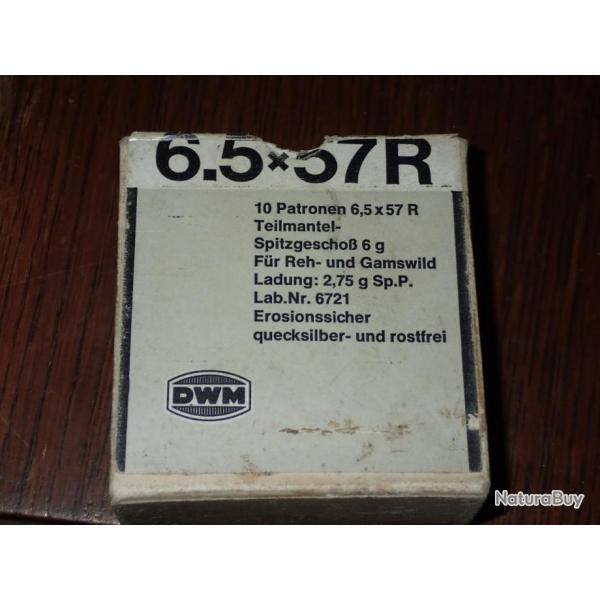 6.5×57R
10 Patronen 6,5 x 57 R
Teilmantel-
Spitzgeschoß 6 g
Für Reh- und Gamswild
Ladung: 2,75 g Sp.P.
Lab.Nr. 6721
Erosionssicher
quecksilber- und rostfrei
DWM
NaturaBuy